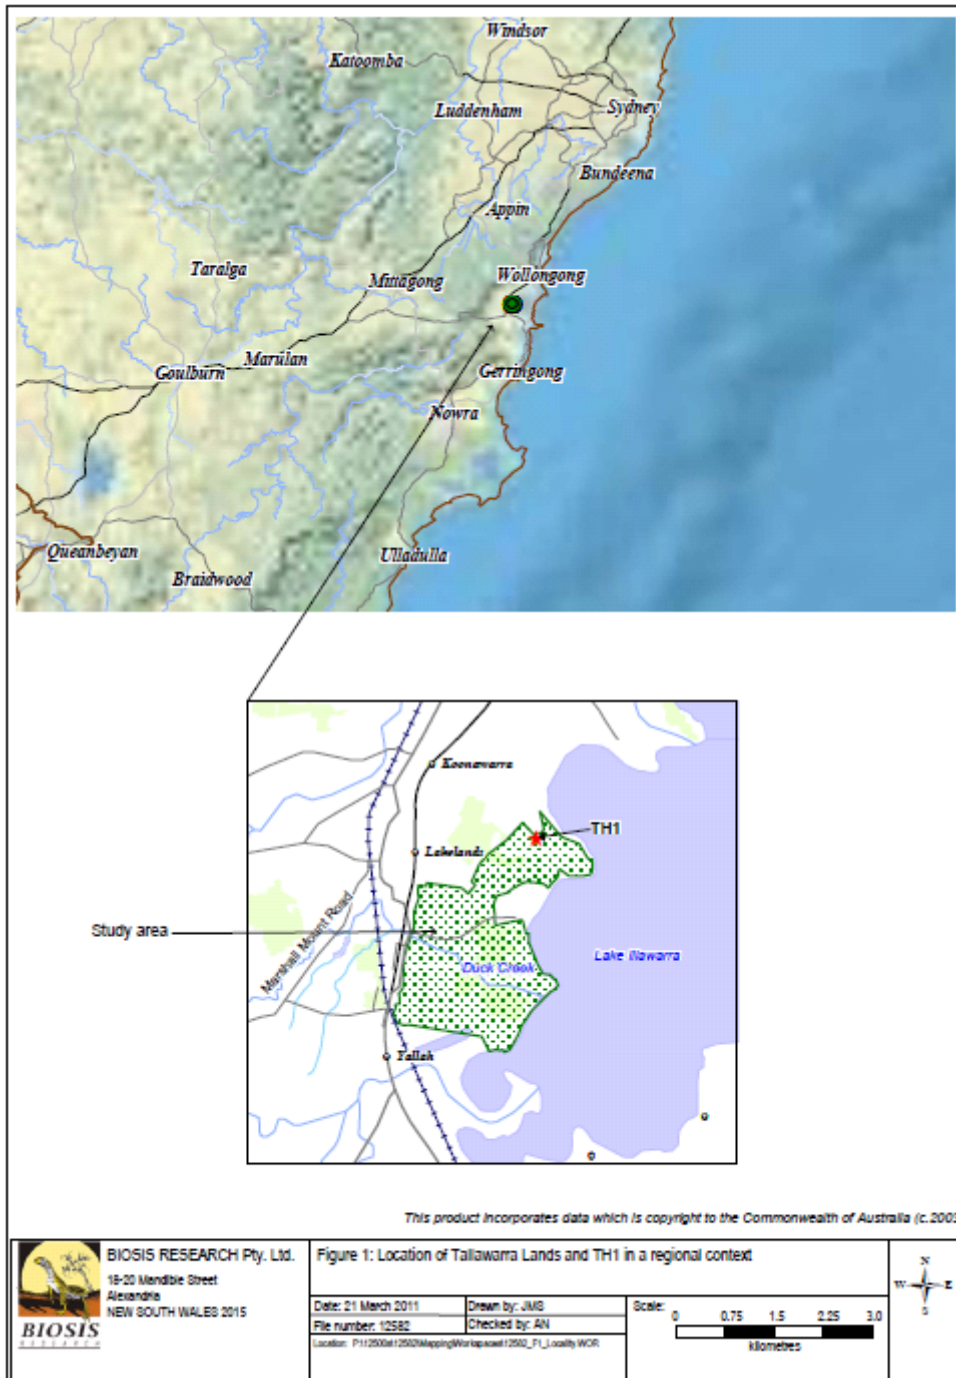 Windsor
Katoomba
Luddenham
Sydney
Bundeena
Appin
Taralga
Mittagong
Wollongong
Goulburn
Marulan
Gerringong
Nowra
Queanbeyan
Ulladulla
Braidwood
Koonawarra
TH1
Lakelands
Study area
Marshall Mount Road
Duck Creek
Lake Illawarra
Yallah
This product incorporates data which is copyright to the Commonwealth of Australia (c.2003
BIOSIS RESEARCH Pty. Ltd.
18-20 Mandible Street
Alexandria
NEW SOUTH WALES 2015
BIOSIS
RESEARCH
Figure 1: Location of Tallawarra Lands and TH1 in a regional context
Date: 21 March 2011
Drawn by: JMS
File number: 12582
Checked by: AN
Scale:
0 0.75 1.5 2.25 3.0
kilometres
N
W E
S